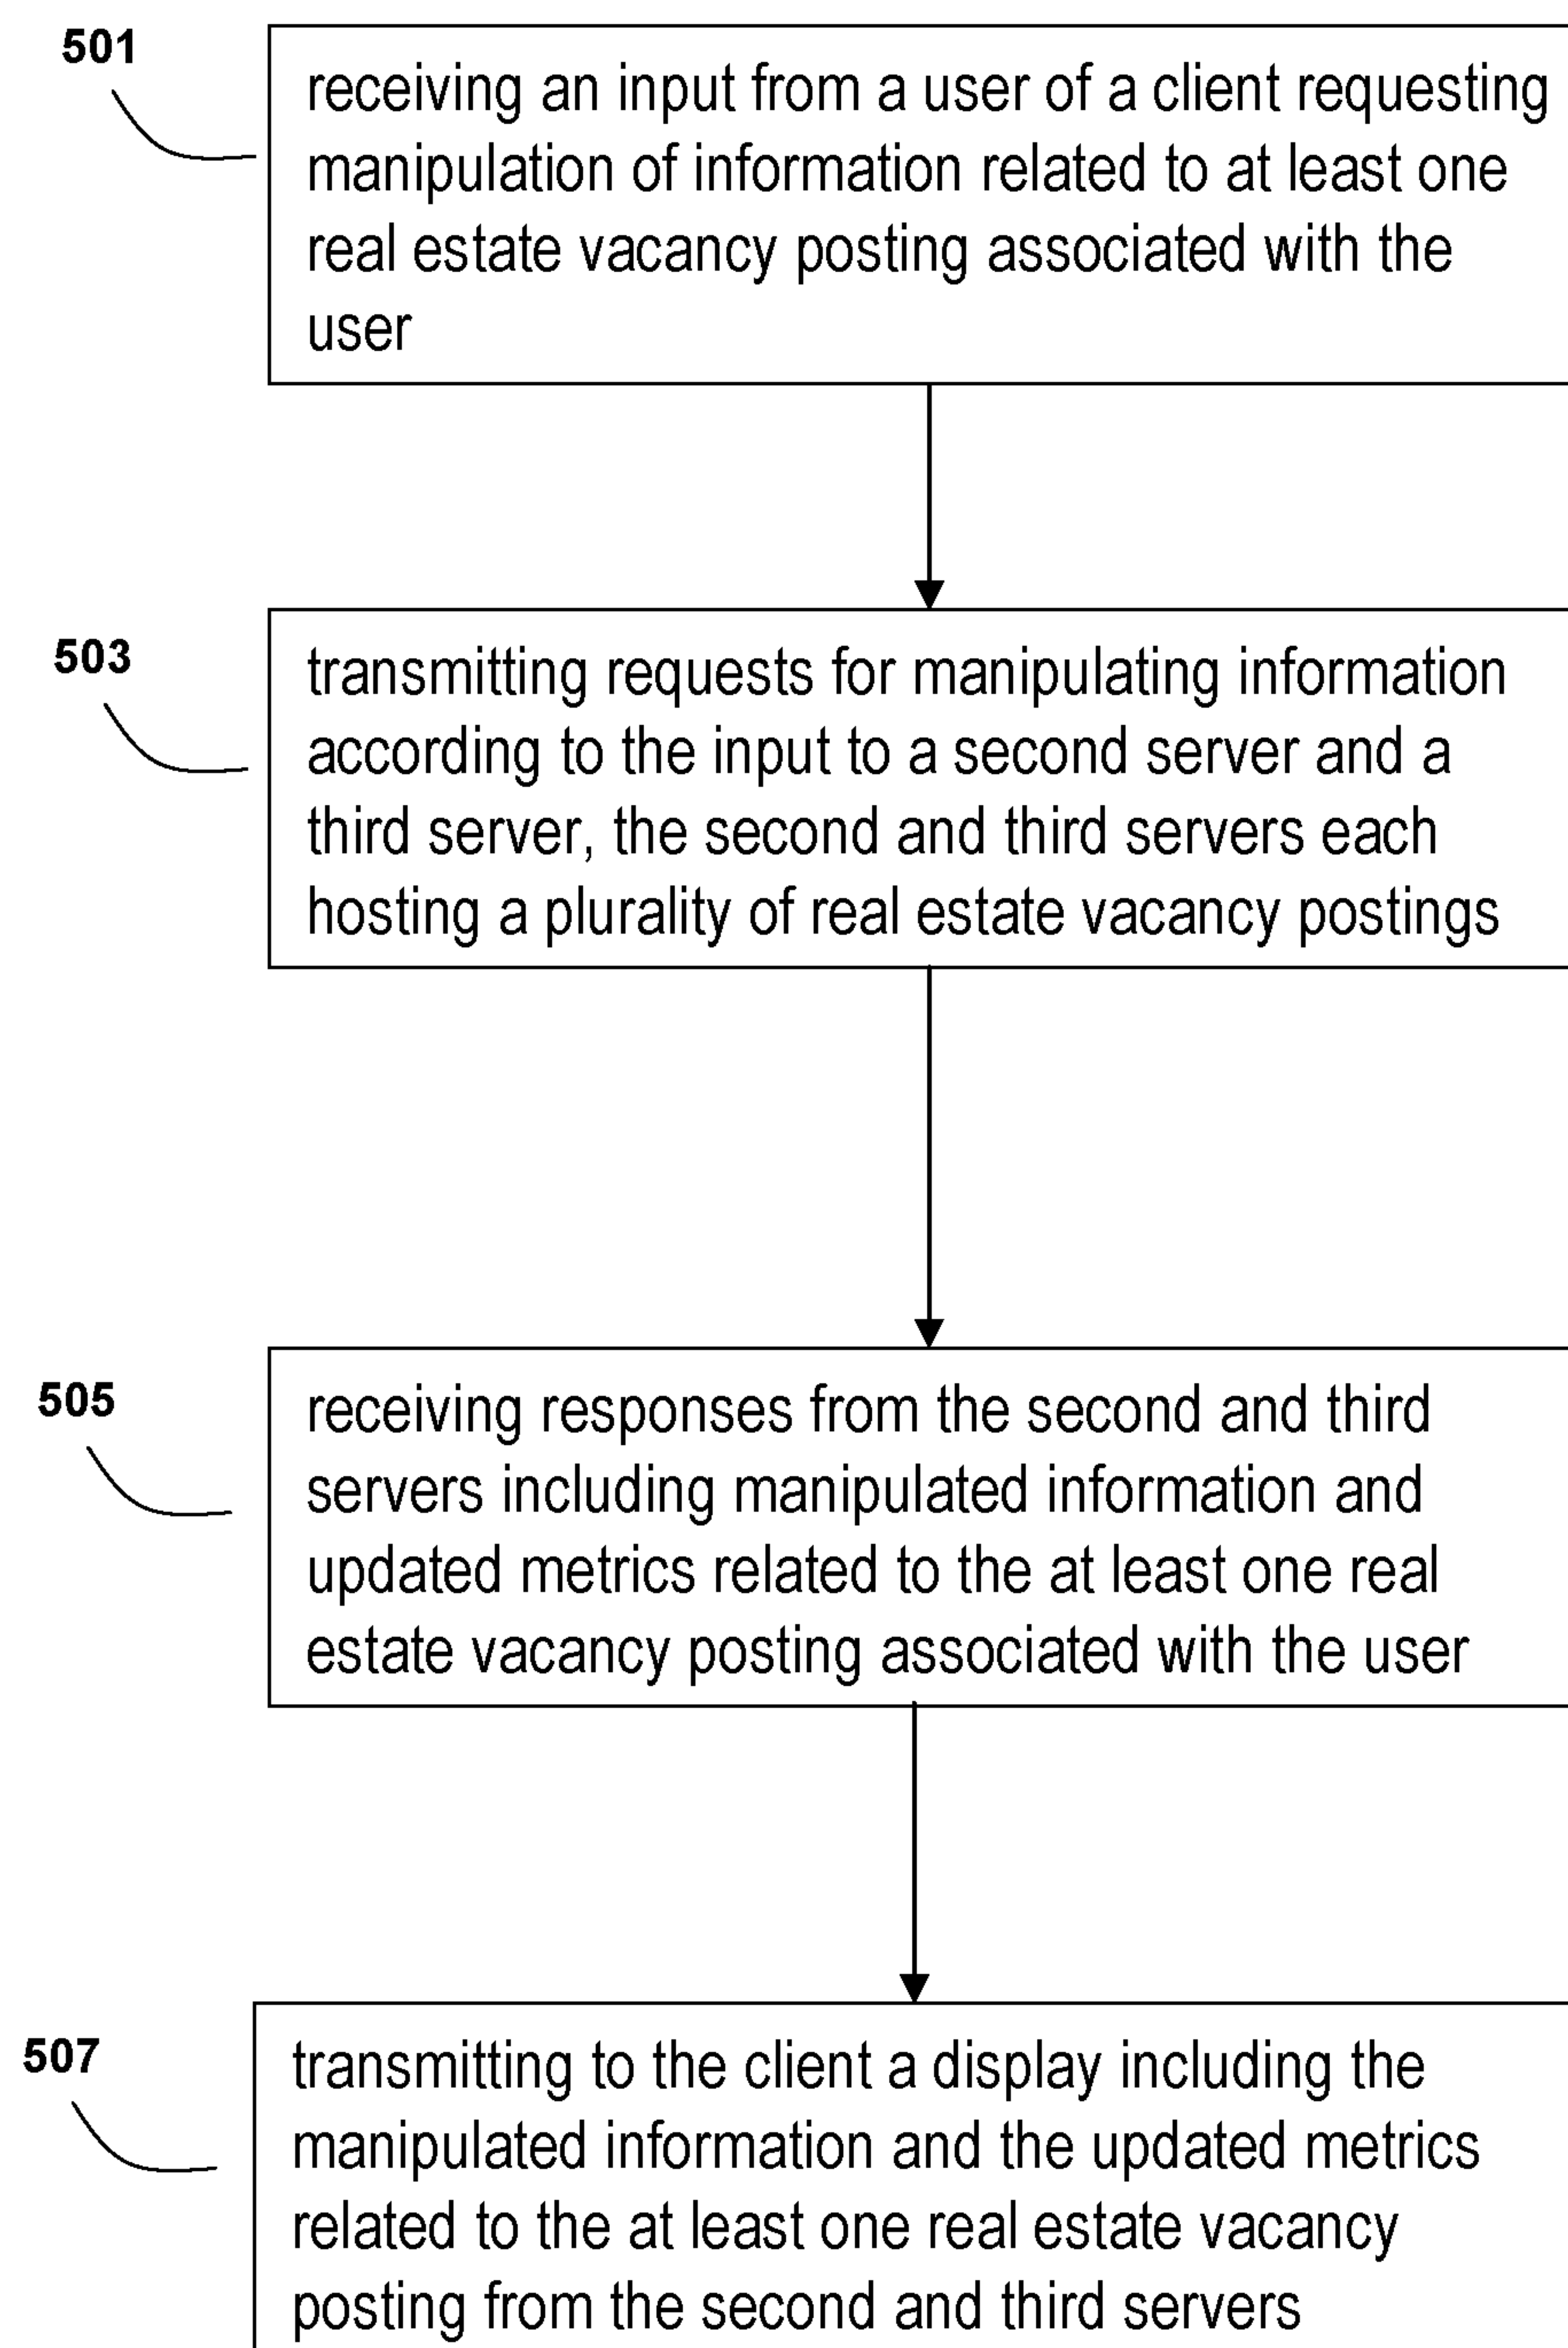 501
receiving an input from a user of a client requesting
manipulation of information related to at least one
real estate vacancy posting associated with the
user
503
transmitting requests for manipulating information
according to the input to a second server and a
third server, the second and third servers each
hosting a plurality of real estate vacancy postings
505
receiving responses from the second and third
servers including manipulated information and
updated metrics related to the at least one real
estate vacancy posting associated with the user
507
transmitting to the client a display including the
manipulated information and the updated metrics
related to the at least one real estate vacancy
posting from the second and third servers